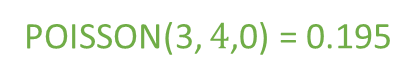 POISSON(3, 4,0) = 0.195